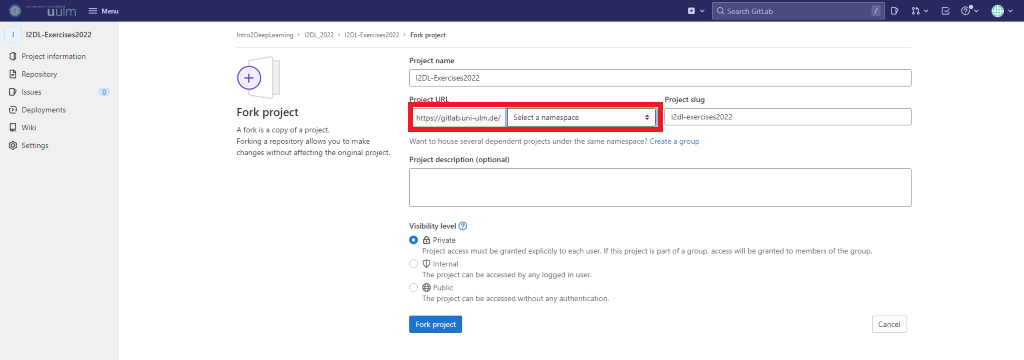 uulm
Menu
Search GitLab
/
I
I2DL-Exercises2022
Project information
Repository
Issues
0
Deployments
Wiki
Settings
Intro2DeepLearning > I2DL_2022 > I2DL-Exercises2022 > Fork project
Fork project
A fork is a copy of a project.
Forking a repository allows you to make
changes without affecting the original project.
Project name
I2DL-Exercises2022
Project URL
https://gitlab.uni-ulm.de/
Select a namespace
Project slug
i2dl-exercises2022
Want to house several dependent projects under the same namespace? Create a group
Project description (optional)
Visibility level
Private
Project access must be granted explicitly to each user. If this project is part of a group, access will be granted to members of the group.
Internal
The project can be accessed by any logged in user.
Public
The project can be accessed without any authentication.
Fork project
Cancel